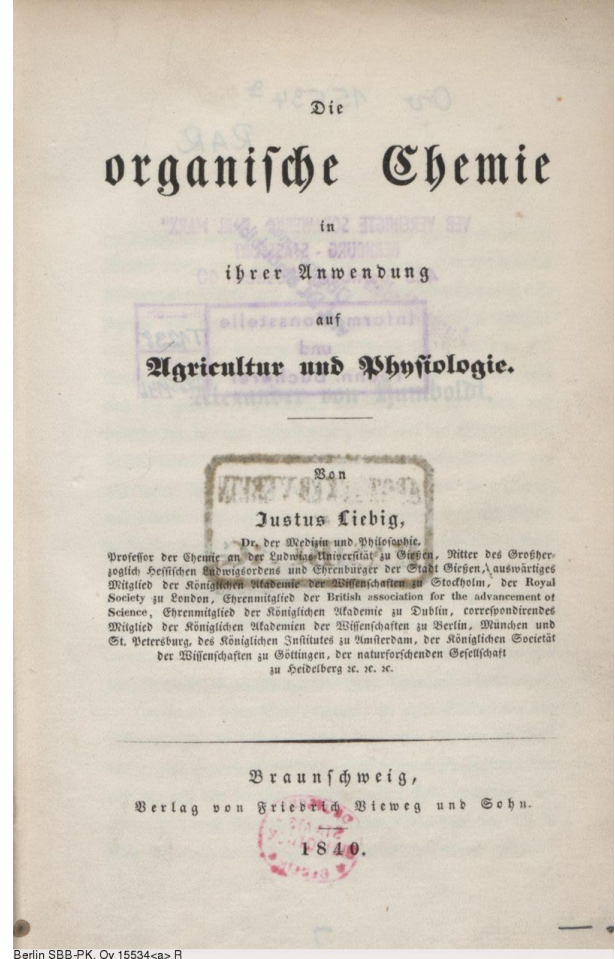 Die
organische Chemie
in
ihrer Anwendung
auf
Agricultur und Physiologie.
Von
Justus Liebig,
Dr. der Medizin und Philosophie,
Professor der Chemie an der Ludwigs-Universität zu Gießen, Ritter des Großher-
zoglich Hessischen Ludwigsordens und Ehrenbürger der Stadt Gießen, auswärtiges
Mitglied der Königlichen Akademie der Wissenschaften zu Stockholm, der Royal
Society zu London, Ehrenmitglied der British association for the advancement of
Science, Ehrenmitglied der Königlichen Akademie zu Dublin, correspondirendes
Mitglied der Königlichen Akademien der Wissenschaften zu Berlin, München und
St. Petersburg, des Königlichen Institutes zu Amsterdam, der Königlichen Societät
der Wissenschaften zu Göttingen, der naturforschenden Gesellschaft
zu Heidelberg ꝛc. ꝛc. ꝛc.
Braunschweig,
Verlag von Friedrich Vieweg und Sohn.
1840.
Berlin SBB-PK, Ov 15534<a> R